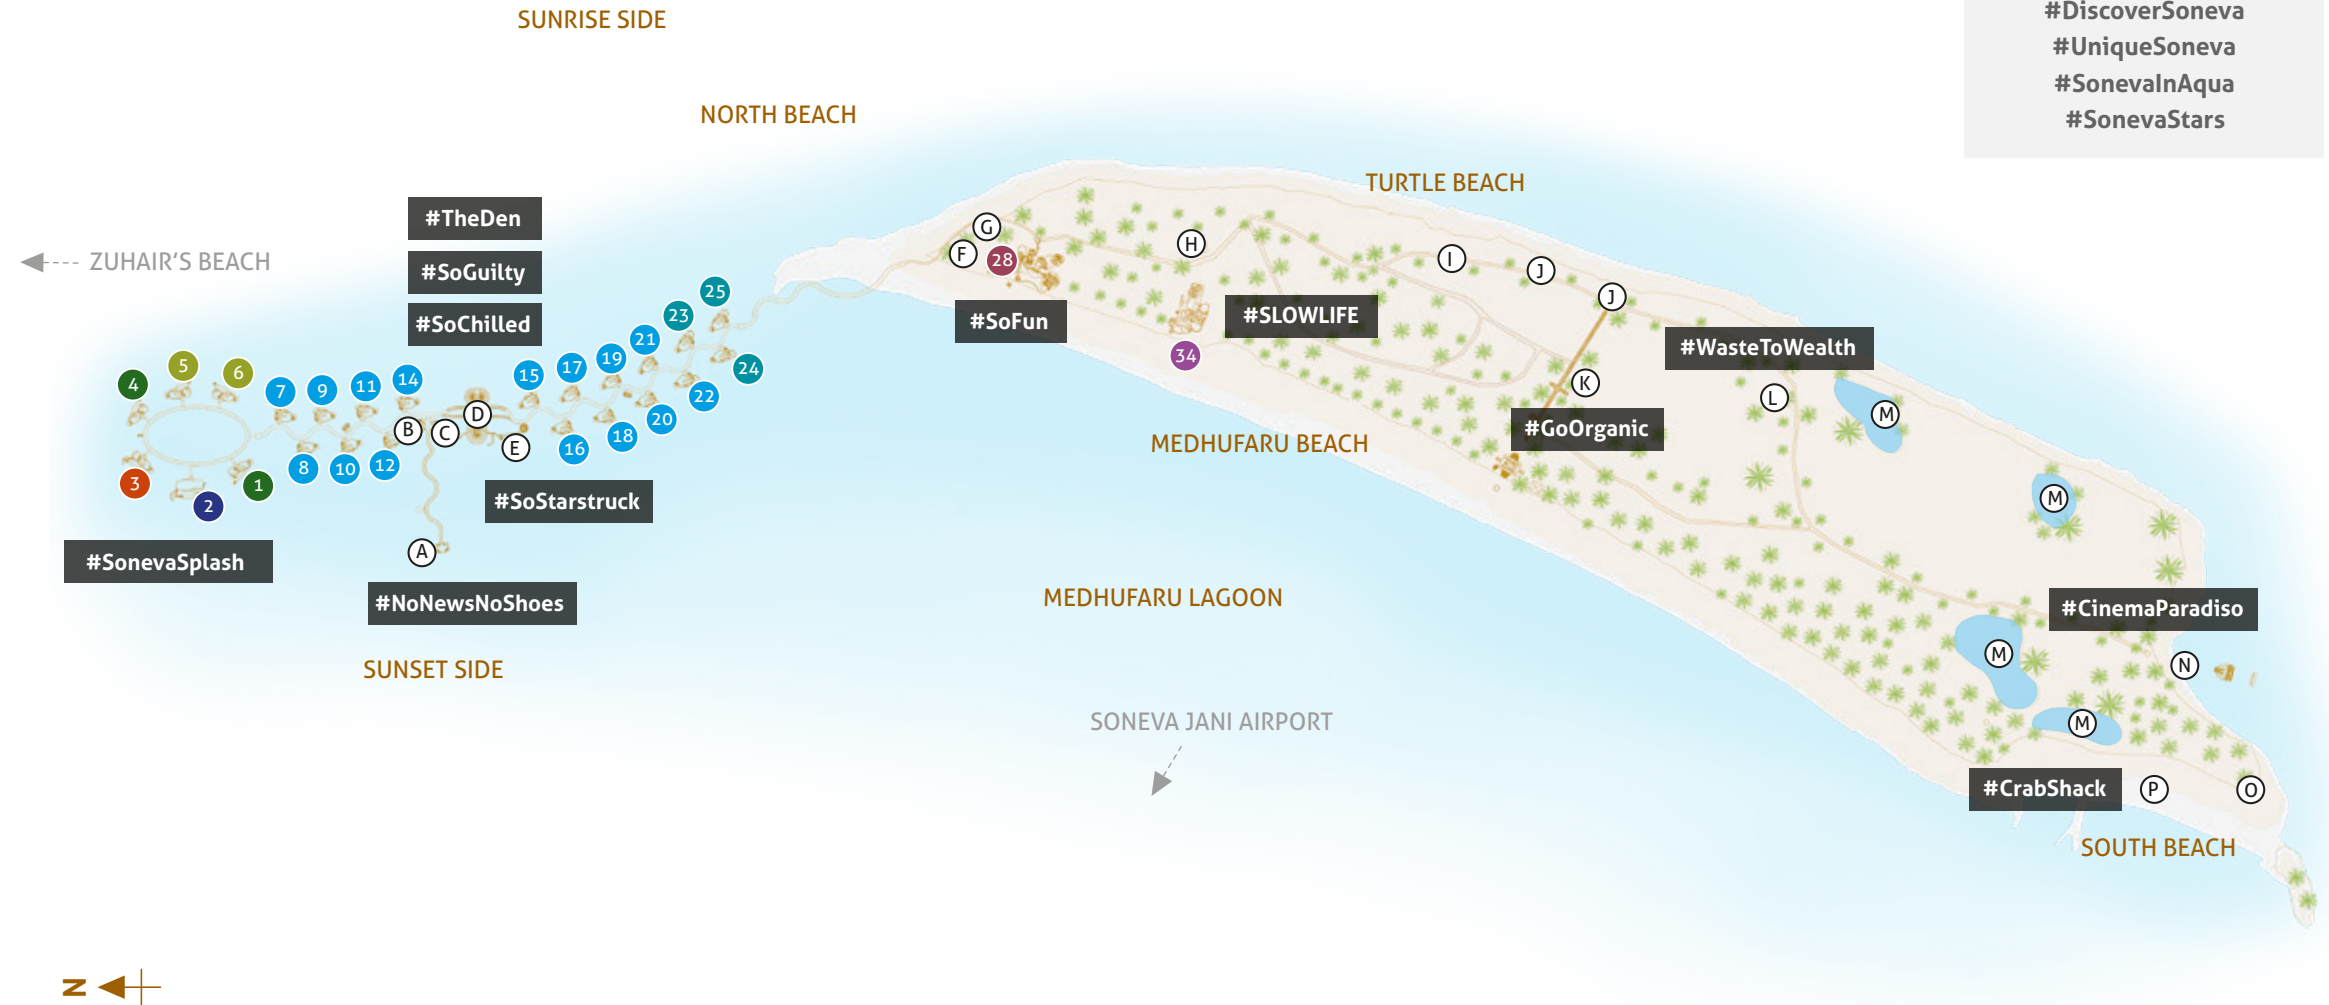 SUNRISE SIDE
#DiscoverSoneva
#UniqueSoneva
#SonevaInAqua
#SonevaStars
NORTH BEACH
TURTLE BEACH
#TheDen
#SoGuilty
#SoChilled
ZUHAIR'S BEACH
G
F
28
H
I
J
J
#SoFun
#SLOWLIFE
34
#WasteToWealth
K
L
M
#GoOrganic
MEDHUFARU BEACH
25
23
21
19
17
15
24
22
20
18
16
4
5
6
7
9
11
14
B
C
D
E
8
10
12
3
2
1
#SonevaSplash
#SoStarstruck
A
#NoNewsNoShoes
SUNSET SIDE
MEDHUFARU LAGOON
M
#CinemaParadiso
M
N
M
SONEVA JANI AIRPORT
#CrabShack
P
O
SOUTH BEACH
N